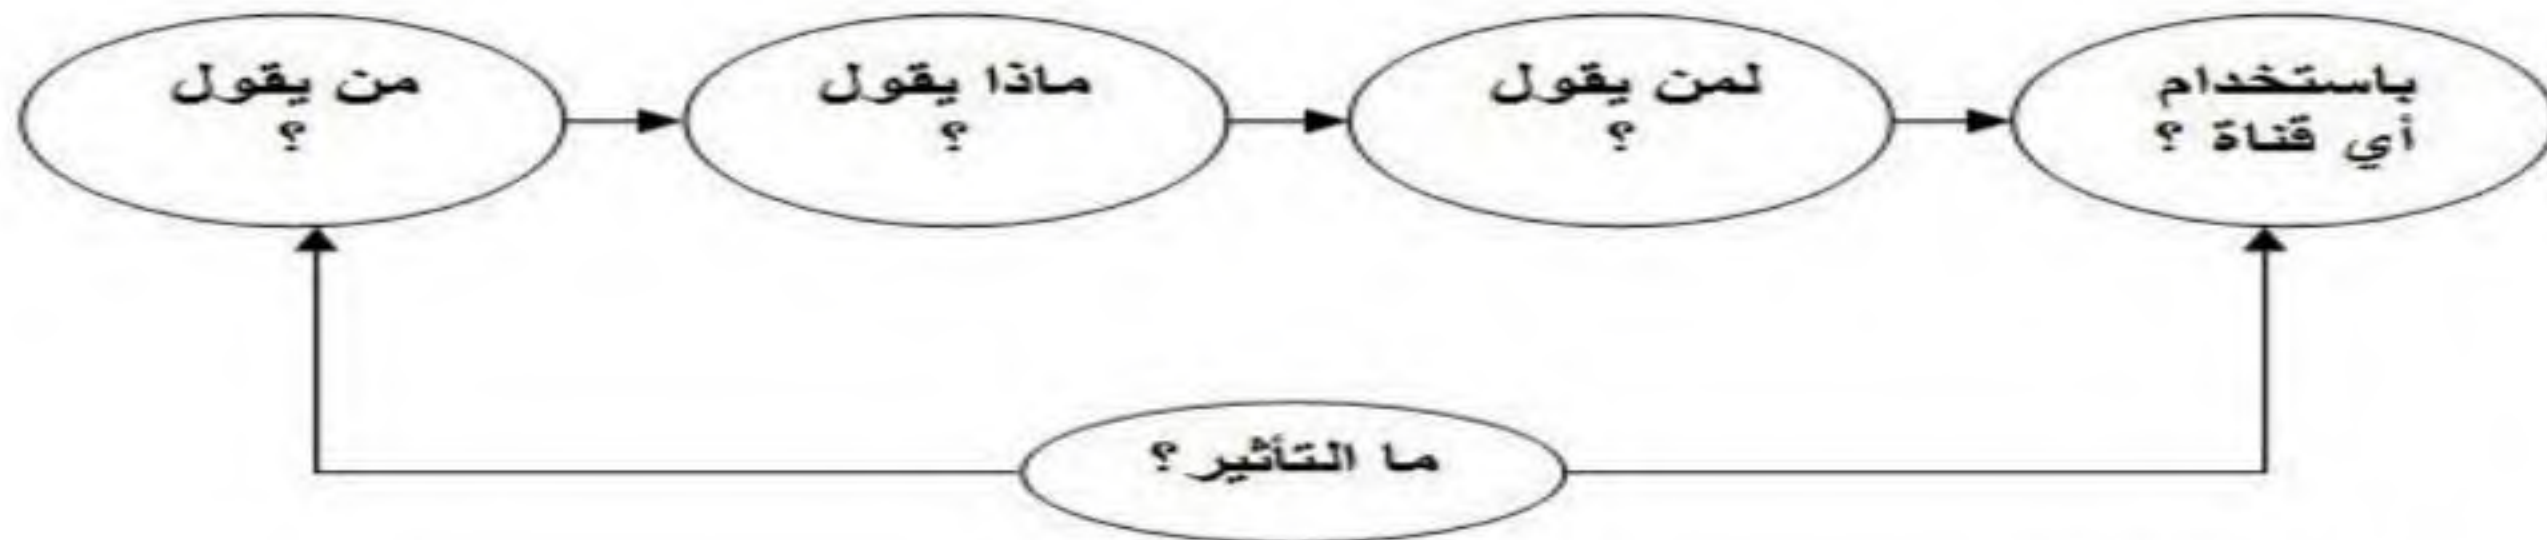 من يقول
؟
ماذا يقول
؟
لمن يقول
؟
باستخدام
أي قناة ؟
ما التأثير؟